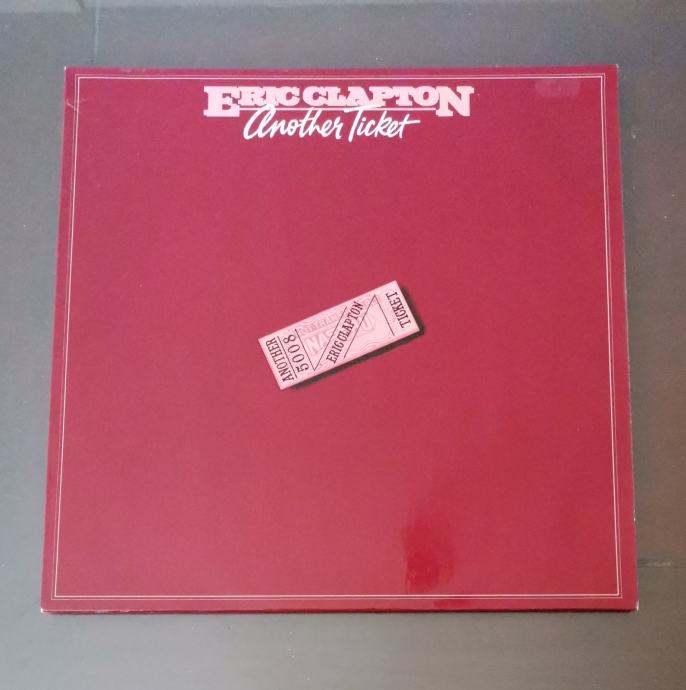 ERIC CLAPTON
Another Ticket
ANOTHER
5008
ERIC CLAPTON
TICKET